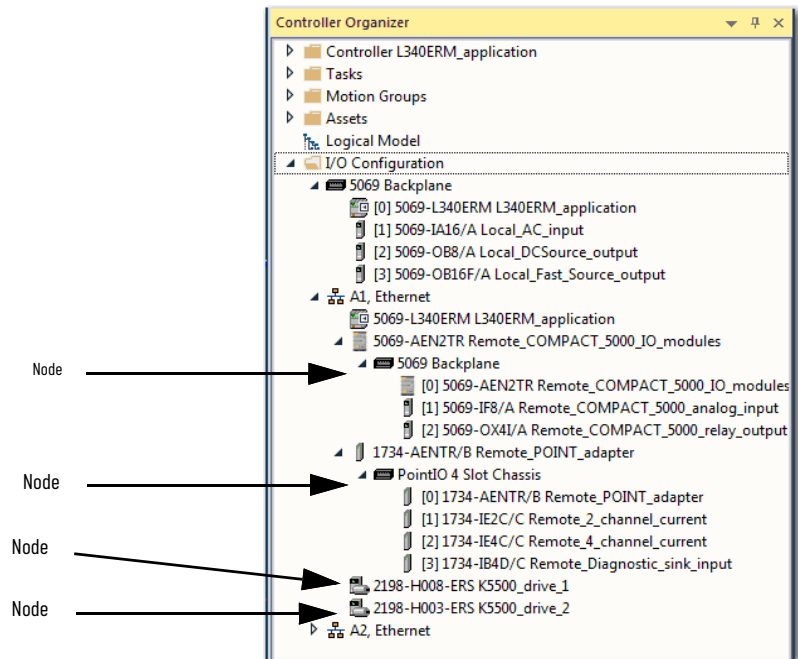 Controller Organizer
Controller L340ERM_application
Tasks
Motion Groups
Assets
Logical Model
I/O Configuration
5069 Backplane
[0] 5069-L340ERM L340ERM_application
[1] 5069-IA16/A Local_AC_input
[2] 5069-OB8/A Local_DCSource_output
[3] 5069-OB16F/A Local_Fast_Source_output
A1, Ethernet
5069-L340ERM L340ERM_application
5069-AEN2TR Remote_COMPACT_5000_IO_modules
Node
5069 Backplane
[0] 5069-AEN2TR Remote_COMPACT_5000_IO_modules
[1] 5069-IF8/A Remote_COMPACT_5000_analog_input
[2] 5069-OX4I/A Remote_COMPACT_5000_relay_output
1734-AENTR/B Remote_POINT_adapter
Node
PointIO 4 Slot Chassis
[0] 1734-AENTR/B Remote_POINT_adapter
[1] 1734-IE2C/C Remote_2_channel_current
[2] 1734-IE4C/C Remote_4_channel_current
[3] 1734-IB4D/C Remote_Diagnostic_sink_input
Node
2198-H008-ERS K5500_drive_1
Node
2198-H003-ERS K5500_drive_2
A2, Ethernet